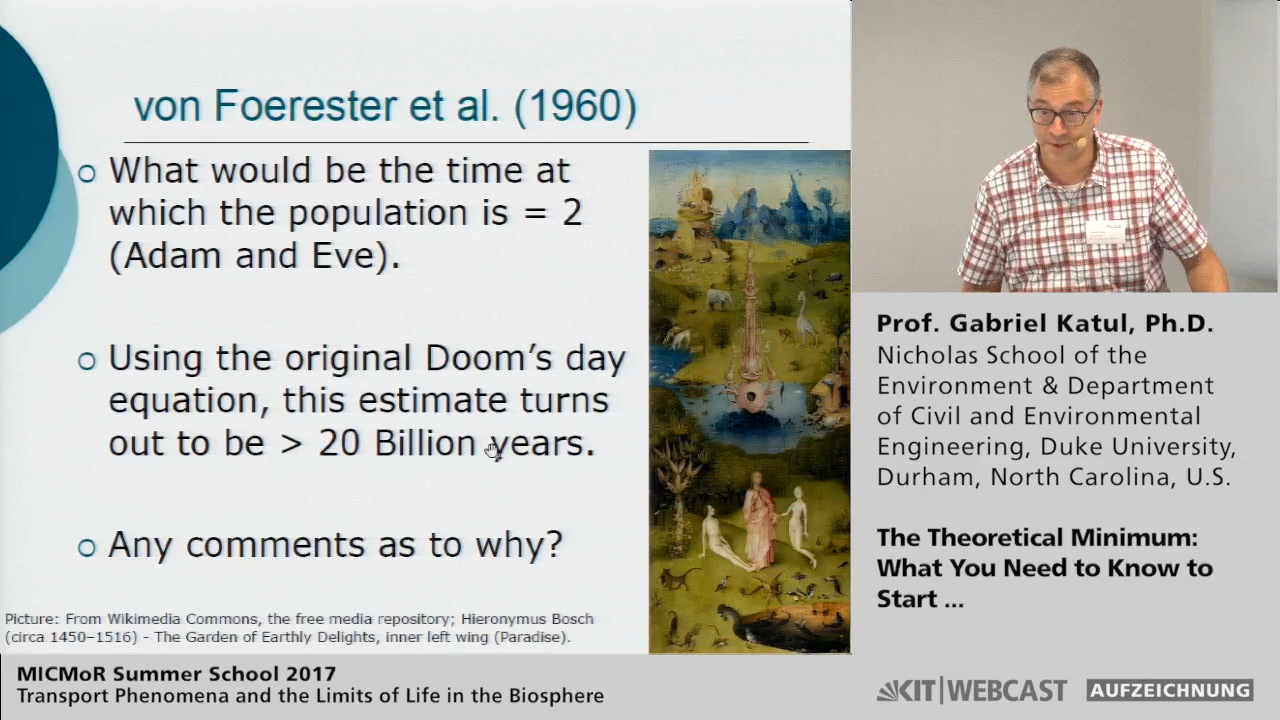 von Foerester et al. (1960)
What would be the time at
which the population is = 2
(Adam and Eve).
Using the original Doom's day
equation, this estimate turns
out to be > 20 Billion years.
Any comments as to why?
Picture: From Wikimedia Commons, the free media repository; Hieronymus Bosch
(circa 1450–1516) - The Garden of Earthly Delights, inner left wing (Paradise).
Prof. Gabriel Katul, Ph.D.
Nicholas School of the
Environment & Department
of Civil and Environmental
Engineering, Duke University,
Durham, North Carolina, U.S.
The Theoretical Minimum:
What You Need to Know to
Start ...
MICMoR Summer School 2017
Transport Phenomena and the Limits of Life in the Biosphere
KIT|WEBCAST AUFZEICHNUNG